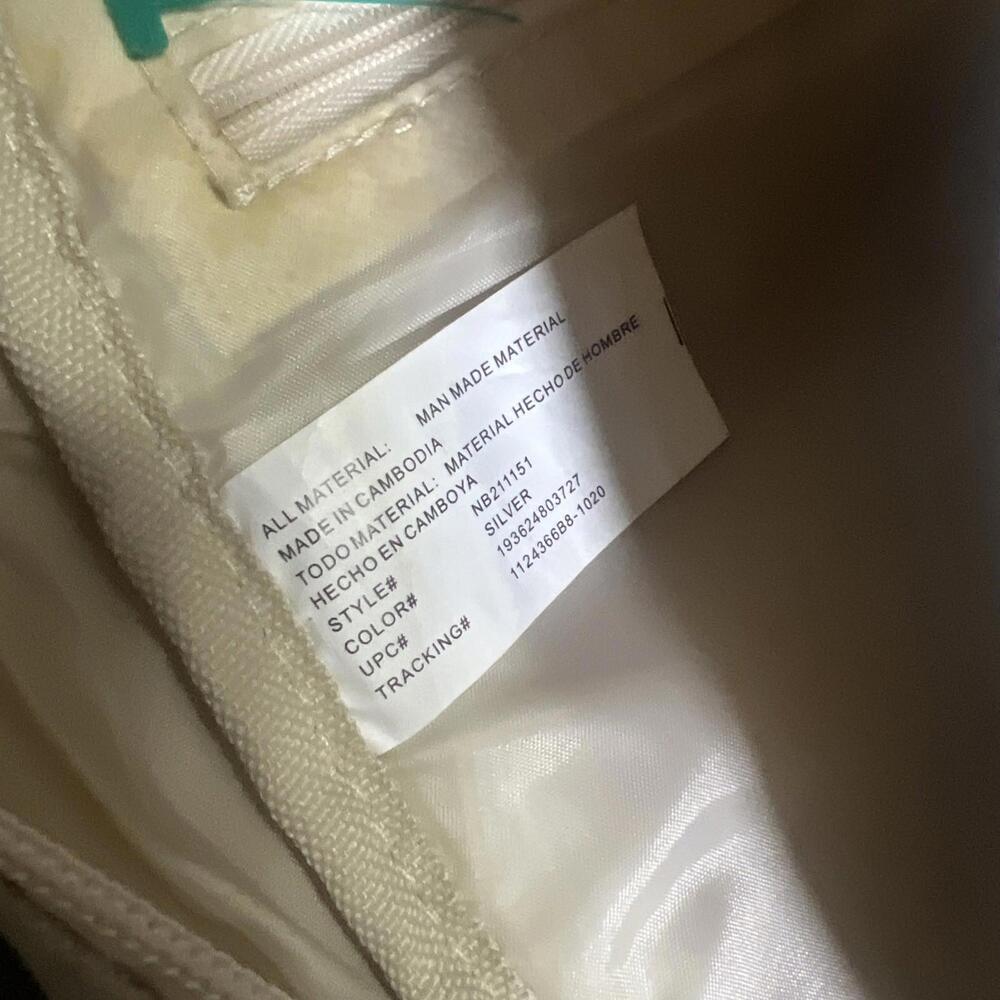 ALL MATERIAL: MAN MADE MATERIAL
MADE IN CAMBODIA
TODO MATERIAL: MATERIAL HECHO DE HOMBRE
HECHO EN CAMBOYA
STYLE# NB211151
COLOR# SILVER
UPC# 193624803727
TRACKING# 1124366B8-1020